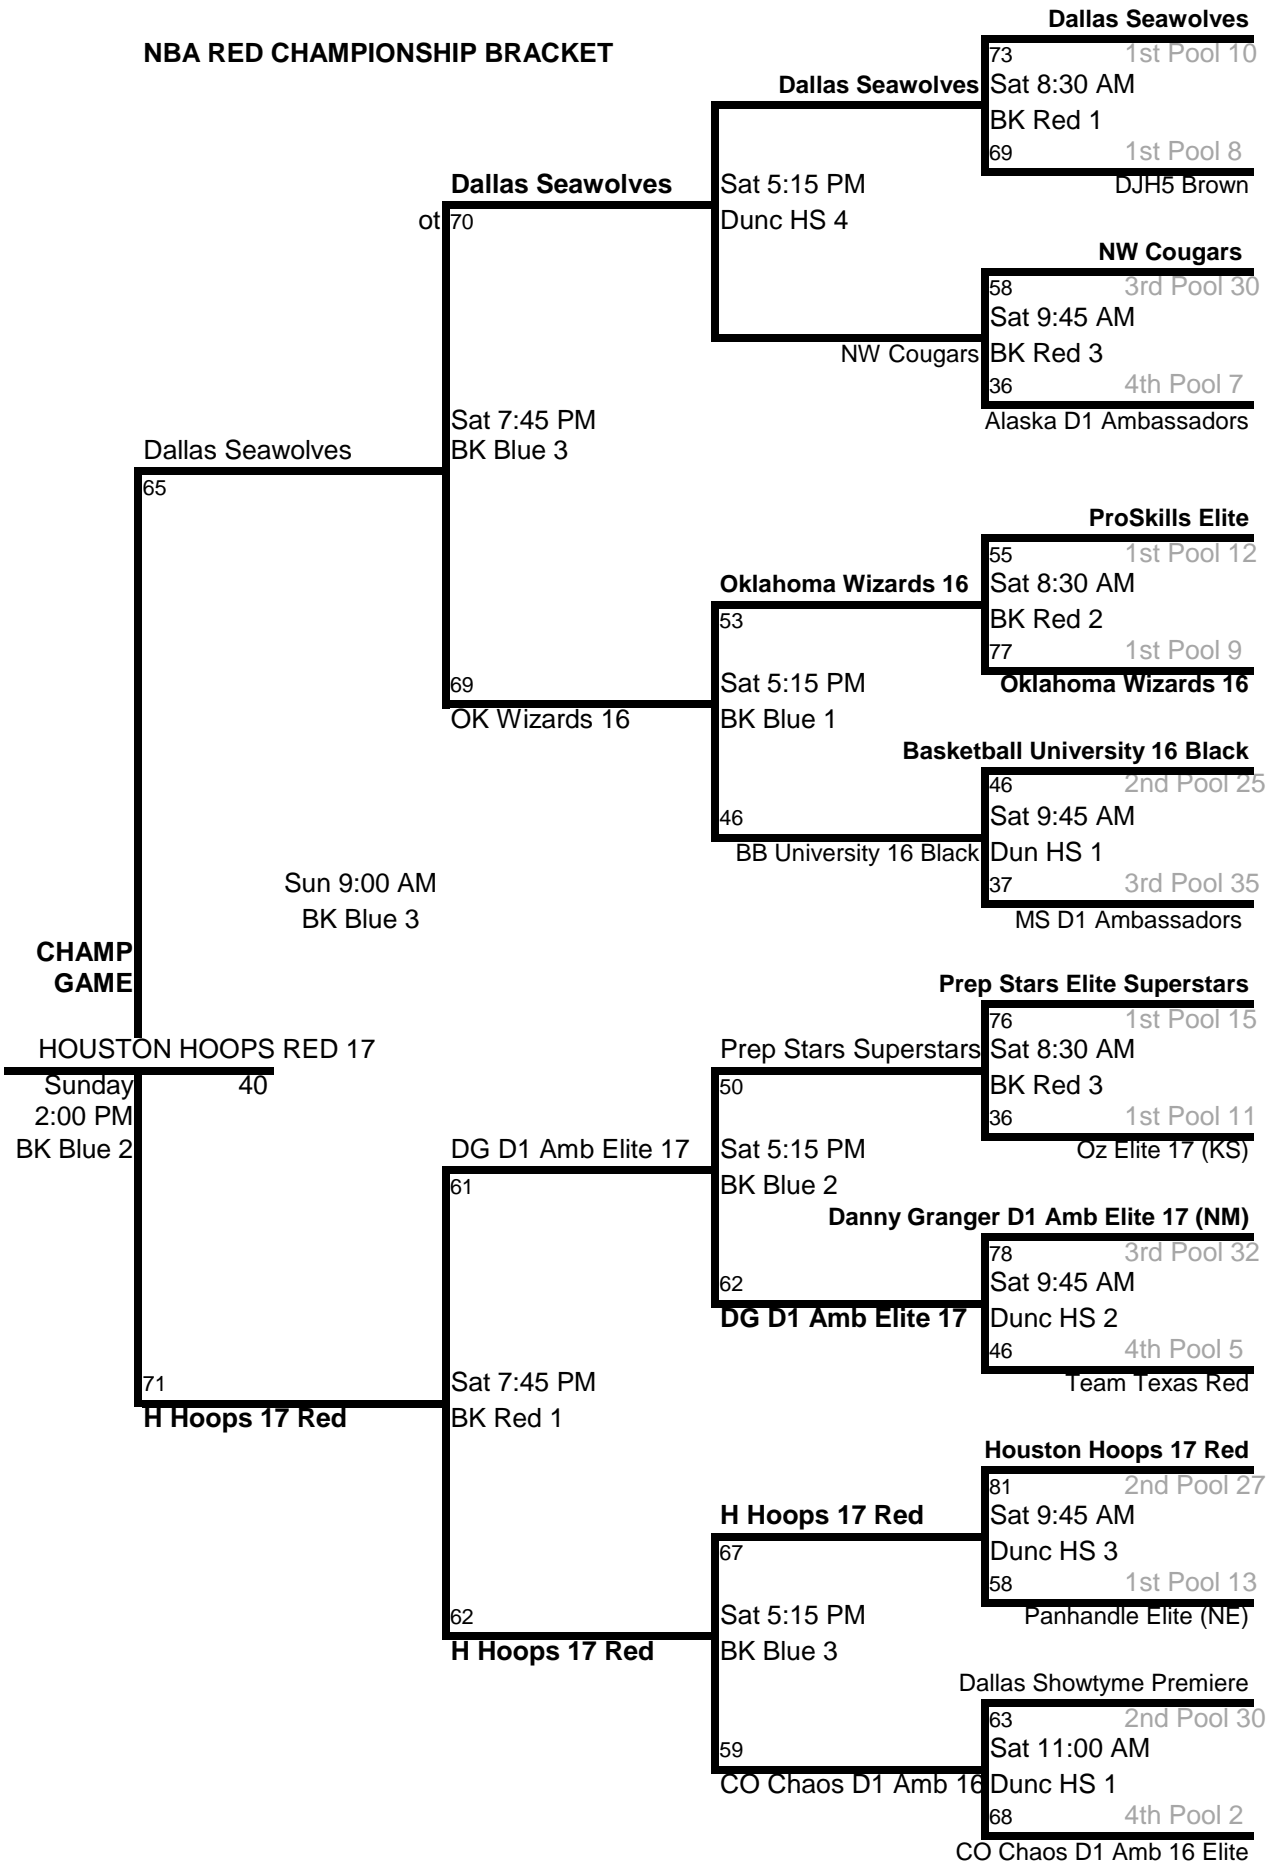 Dallas Seawolves
NBA RED CHAMPIONSHIP BRACKET
73 1st Pool 10
Dallas Seawolves Sat 8:30 AM
BK Red 1
69 1st Pool 8
Dallas Seawolves Sat 5:15 PM DJH5 Brown
ot 70 Dunc HS 4
NW Cougars
58 3rd Pool 30
Sat 9:45 AM
NW Cougars BK Red 3
36 4th Pool 7
Sat 7:45 PM Alaska D1 Ambassadors
Dallas Seawolves BK Blue 3
65
ProSkills Elite
55 1st Pool 12
Oklahoma Wizards 16 Sat 8:30 AM
53 BK Red 2
77 1st Pool 9
69 Sat 5:15 PM Oklahoma Wizards 16
OK Wizards 16 BK Blue 1
Basketball University 16 Black
46 2nd Pool 25
46 Sat 9:45 AM
BB University 16 Black Dun HS 1
Sun 9:00 AM 37 3rd Pool 35
BK Blue 3 MS D1 Ambassadors
CHAMP
GAME Prep Stars Elite Superstars
76 1st Pool 15
HOUSTON HOOPS RED 17 Prep Stars Superstars Sat 8:30 AM
Sunday 40 50 BK Red 3
2:00 PM 36 1st Pool 11
BK Blue 2 DG D1 Amb Elite 17 Sat 5:15 PM Oz Elite 17 (KS)
61 BK Blue 2
Danny Granger D1 Amb Elite 17 (NM)
78 3rd Pool 32
62 Sat 9:45 AM
DG D1 Amb Elite 17 Dunc HS 2
46 4th Pool 5
71 Sat 7:45 PM Team Texas Red
H Hoops 17 Red BK Red 1
Houston Hoops 17 Red
81 2nd Pool 27
H Hoops 17 Red Sat 9:45 AM
67 Dunc HS 3
58 1st Pool 13
62 Sat 5:15 PM Panhandle Elite (NE)
H Hoops 17 Red BK Blue 3
Dallas Showtyme Premiere
63 2nd Pool 30
59 Sat 11:00 AM
CO Chaos D1 Amb 16 Dunc HS 1
68 4th Pool 2
CO Chaos D1 Amb 16 Elite